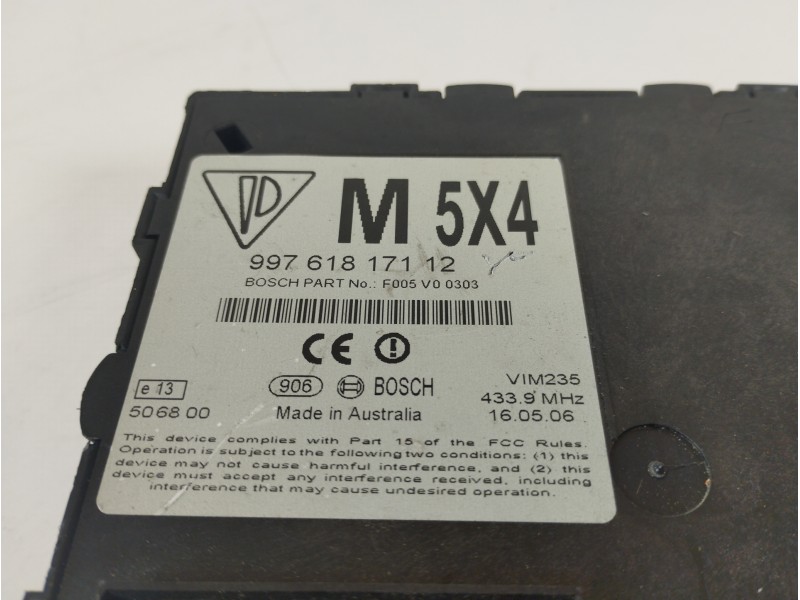 M 5X4
997 618 171 12
BOSCH PART No.: F005 V0 0303
CE
e 13 906 BOSCH VIM235
433.9 MHz
506800 Made in Australia 16.05.06
This device complies with Part 15 of the FCC Rules.
Operation is subject to the following two conditions: (1) this
device may not cause harmful interference, and (2) this
device must accept any interference received, including
interference that may cause undesired operation.